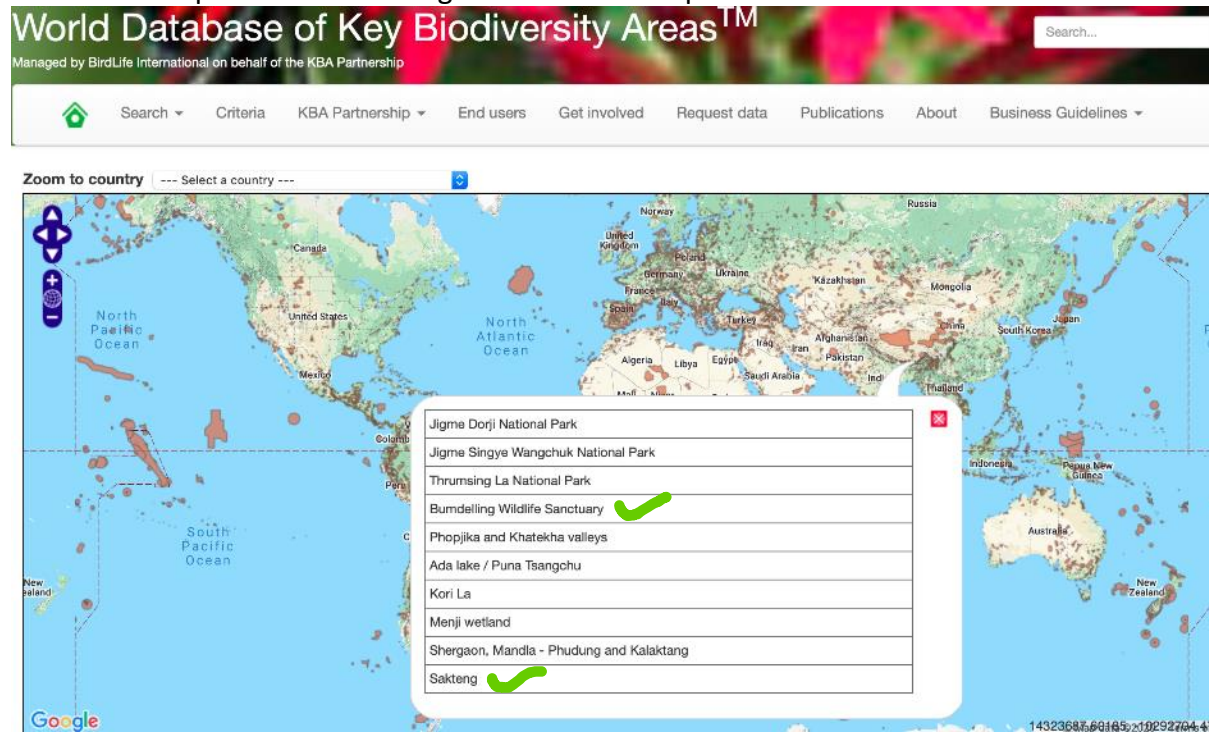 World Database of Key Biodiversity Areas™
Search...
Managed by BirdLife International on behalf of the KBA Partnership
Search
Criteria
KBA Partnership
End users
Get involved
Request data
Publications
About
Business Guidelines
Zoom to country --- Select a country ---
Norway
Russia
United Kingdom
Canada
Poland
Germany
Ukraine
Kazakhstan
Mongolia
France
Spain
Italy
Turkey
North Pacific Ocean
United States
North Atlantic Ocean
China
South Korea
Japan
Iraq
Iran
Afghanistan
Pakistan
Algeria
Libya
Egypt
Saudi Arabia
Mexico
Thailand
Jigme Dorji National Park
Jigme Singye Wangchuk National Park
Thrumsing La National Park
Bumdelling Wildlife Sanctuary
Phopjika and Khatekha valleys
Ada lake / Puna Tsangchu
Kori La
Menji wetland
Shergaon, Mandla - Phudung and Kalaktang
Sakteng
Indonesia
Papua New Guinea
Peru
South Pacific Ocean
Australia
New Zealand
Google